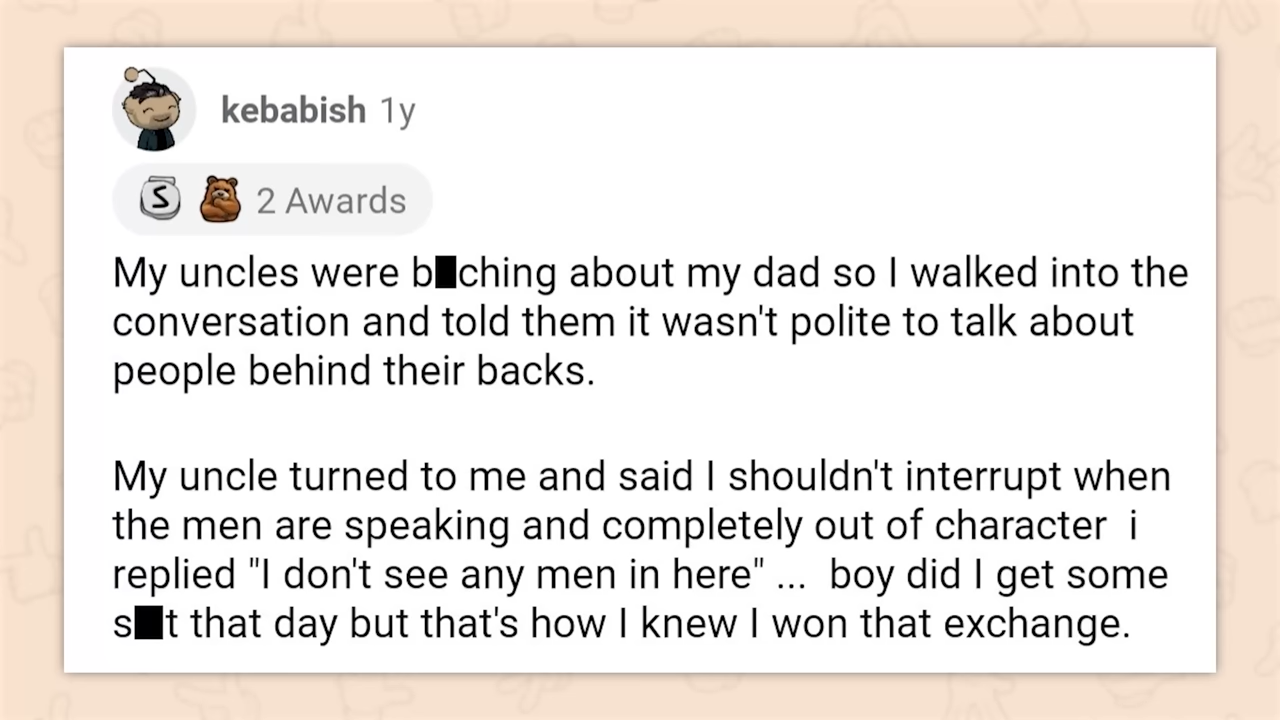 kebabish 1y
S 2 Awards
My uncles were b█ching about my dad so I walked into the
conversation and told them it wasn't polite to talk about
people behind their backs.
My uncle turned to me and said I shouldn't interrupt when
the men are speaking and completely out of character i
replied "I don't see any men in here" ... boy did I get some
s█t that day but that's how I knew I won that exchange.